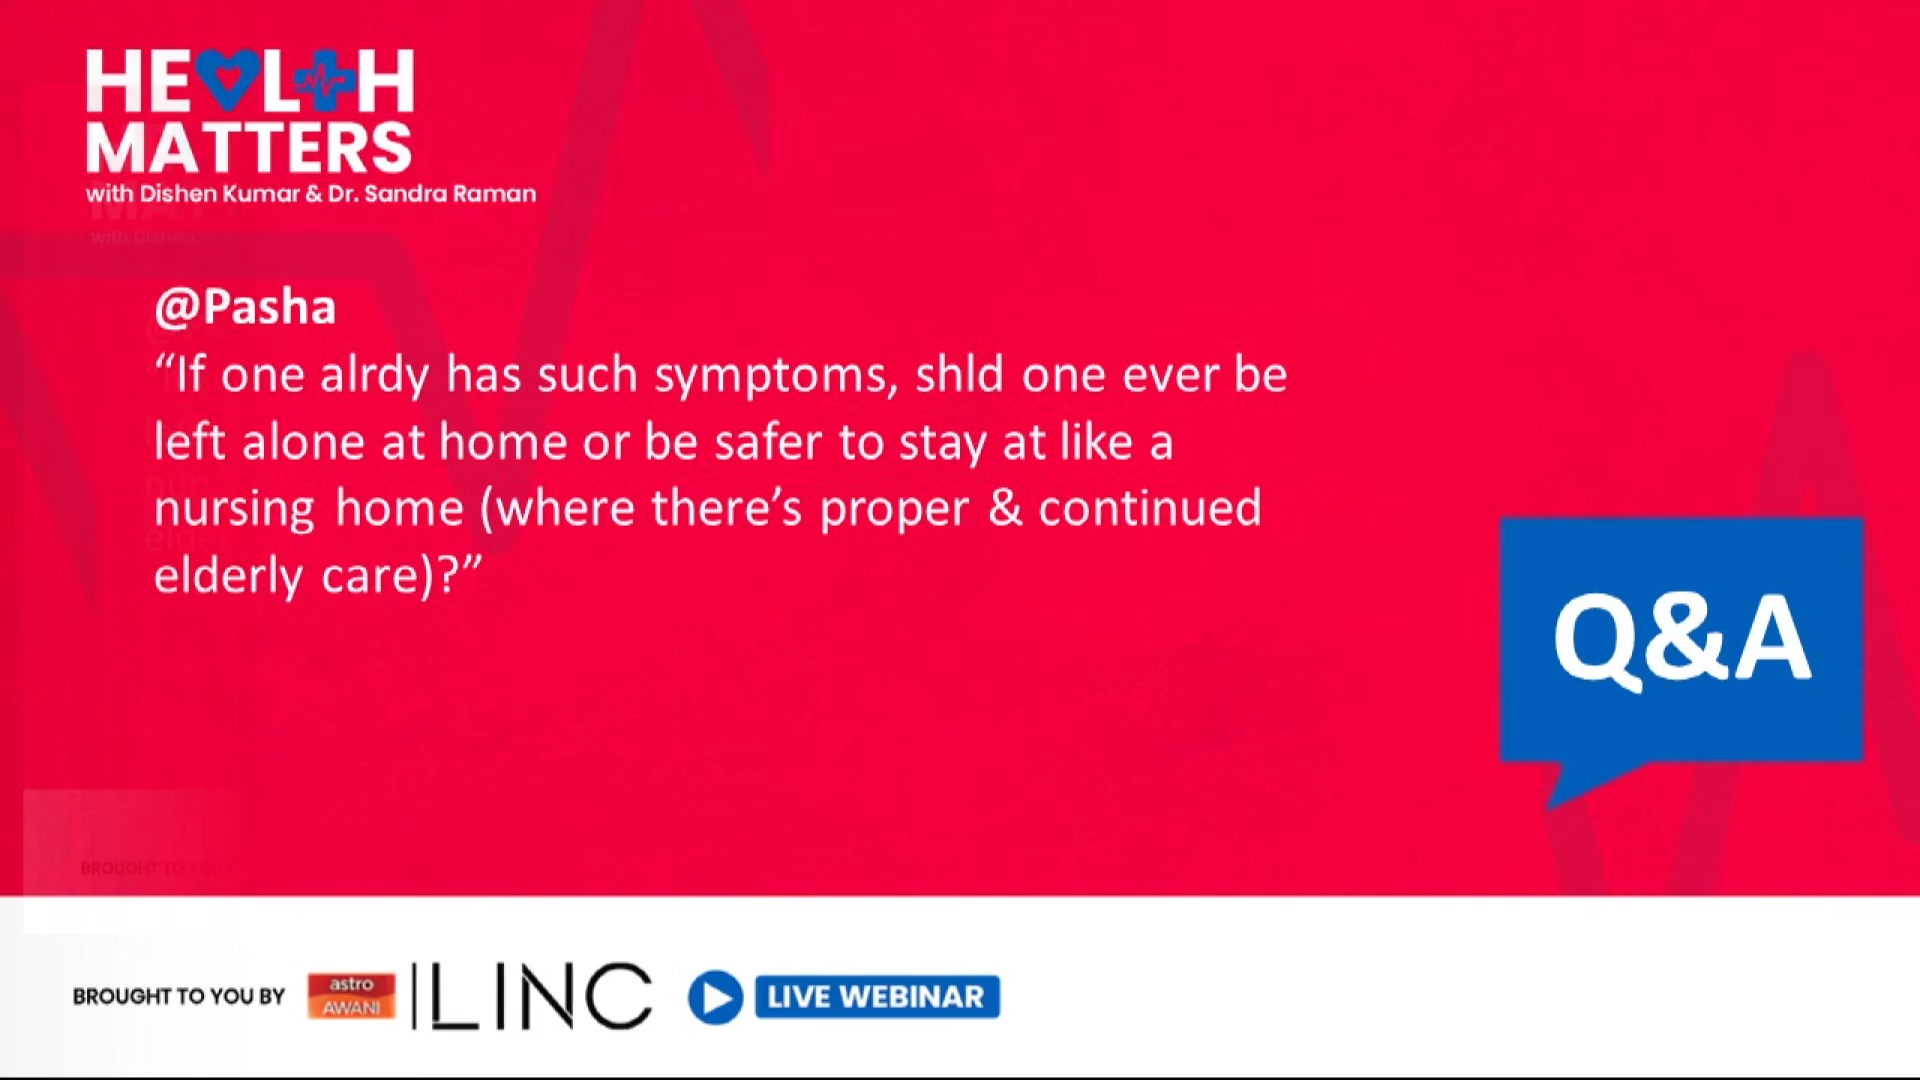 HEALTH
MATTERS
with Dishen Kumar & Dr. Sandra Raman
@Pasha
“If one alrdy has such symptoms, shld one ever be
left alone at home or be safer to stay at like a
nursing home (where there’s proper & continued
elderly care)?”
Q&A
BROUGHT TO YOU BY
astro
AWANI
LINC
LIVE WEBINAR